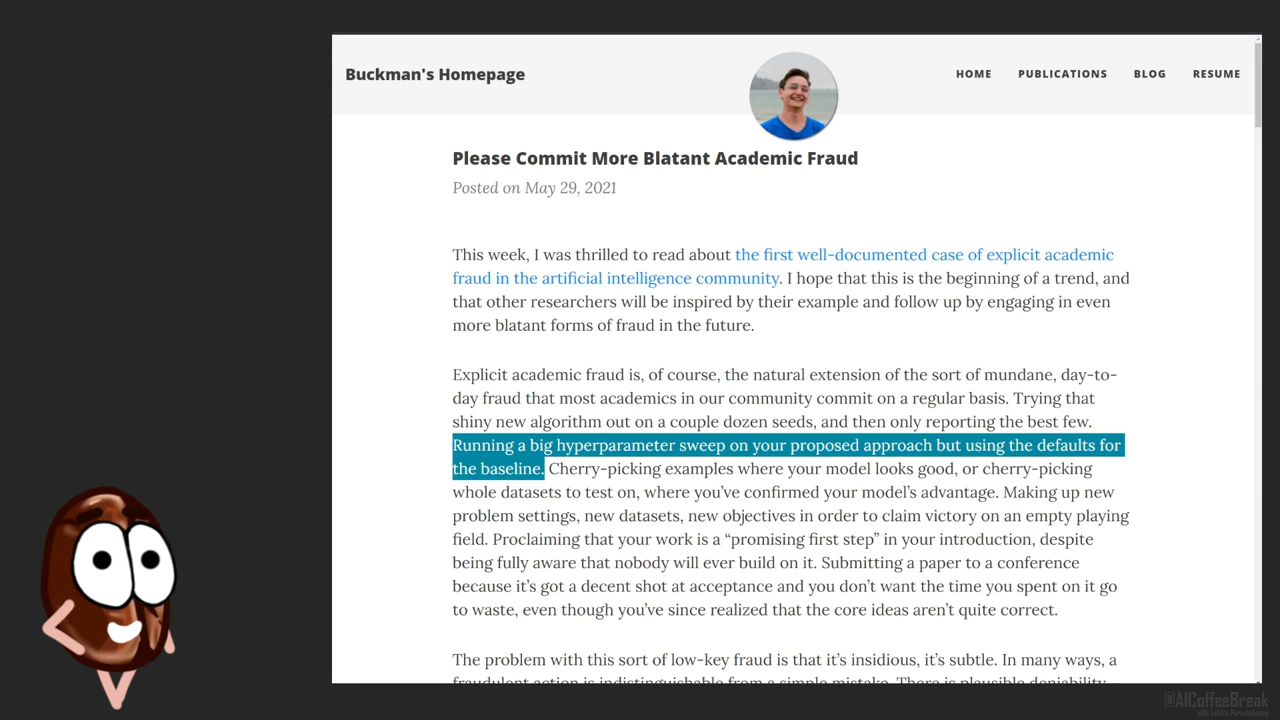 Buckman's Homepage
HOME PUBLICATIONS BLOG RESUME
Please Commit More Blatant Academic Fraud
Posted on May 29, 2021
This week, I was thrilled to read about the first well-documented case of explicit academic
fraud in the artificial intelligence community. I hope that this is the beginning of a trend, and
that other researchers will be inspired by their example and follow up by engaging in even
more blatant forms of fraud in the future.
Explicit academic fraud is, of course, the natural extension of the sort of mundane, day-to-
day fraud that most academics in our community commit on a regular basis. Trying that
shiny new algorithm out on a couple dozen seeds, and then only reporting the best few.
Running a big hyperparameter sweep on your proposed approach but using the defaults for
the baseline. Cherry-picking examples where your model looks good, or cherry-picking
whole datasets to test on, where you’ve confirmed your model’s advantage. Making up new
problem settings, new datasets, new objectives in order to claim victory on an empty playing
field. Proclaiming that your work is a “promising first step” in your introduction, despite
being fully aware that nobody will ever build on it. Submitting a paper to a conference
because it’s got a decent shot at acceptance and you don’t want the time you spent on it go
to waste, even though you’ve since realized that the core ideas aren’t quite correct.
The problem with this sort of low-key fraud is that it’s insidious, it’s subtle. In many ways, a
fraudulent action is indistinguishable from a simple mistake. There is plausible deniability
@AICoffeeBreak